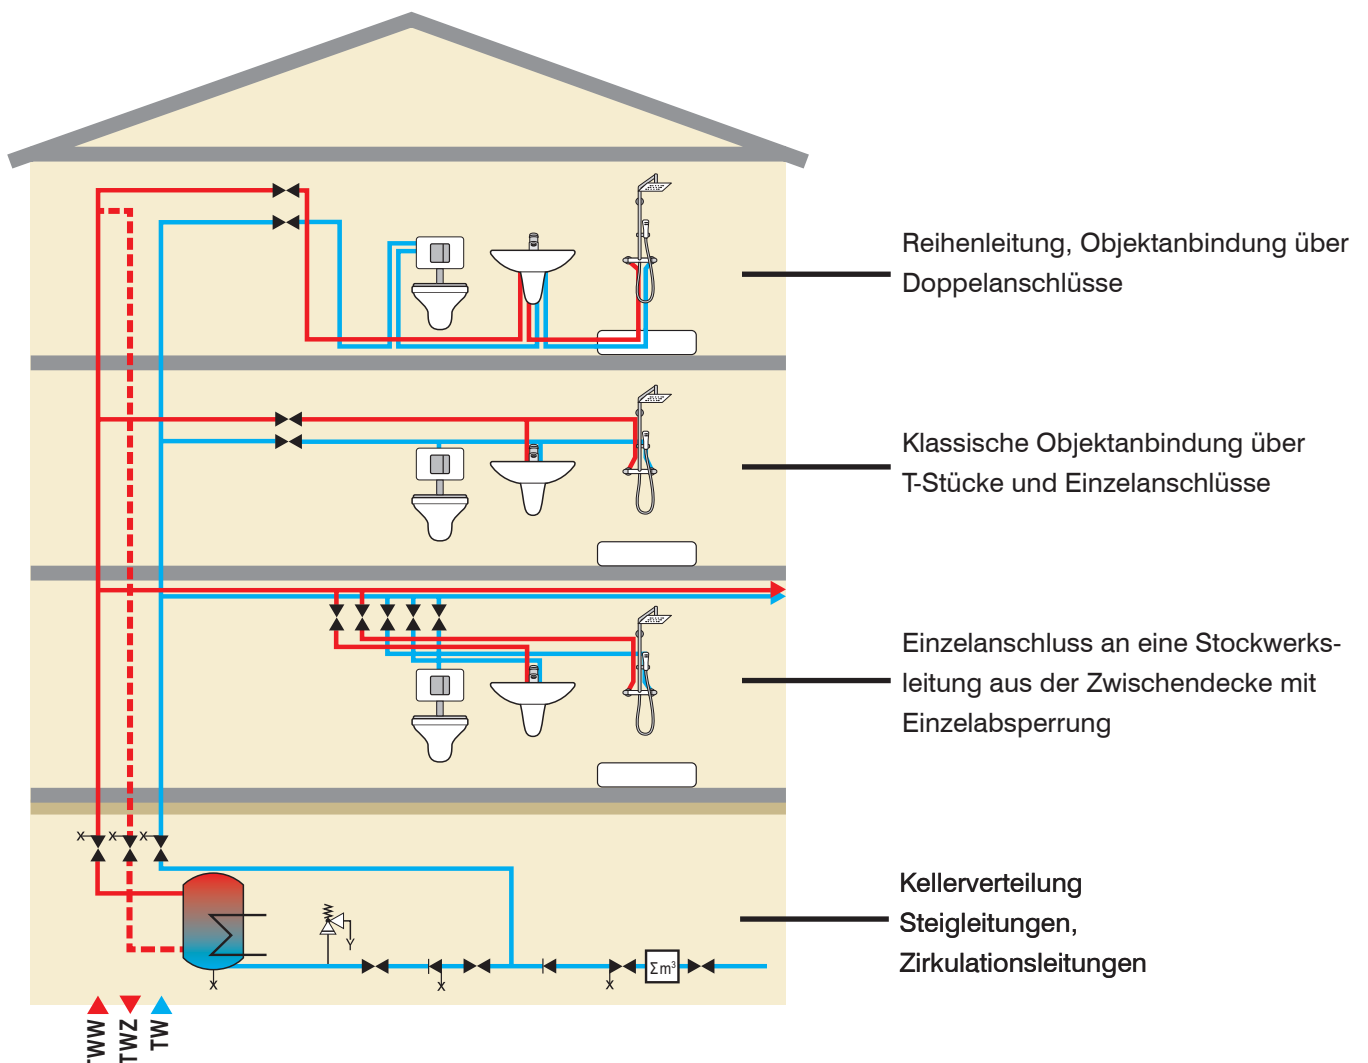 Reihenleitung, Objektanbindung über
Doppelanschlüsse
Klassische Objektanbindung über
T-Stücke und Einzelanschlüsse
Einzelanschluss an eine Stockwerks-
leitung aus der Zwischendecke mit
Einzelabsperrung
x x x
Kellerverteilung
Steigleitungen,
Zirkulationsleitungen
Σm³
x x x
TWW
TWZ
TW